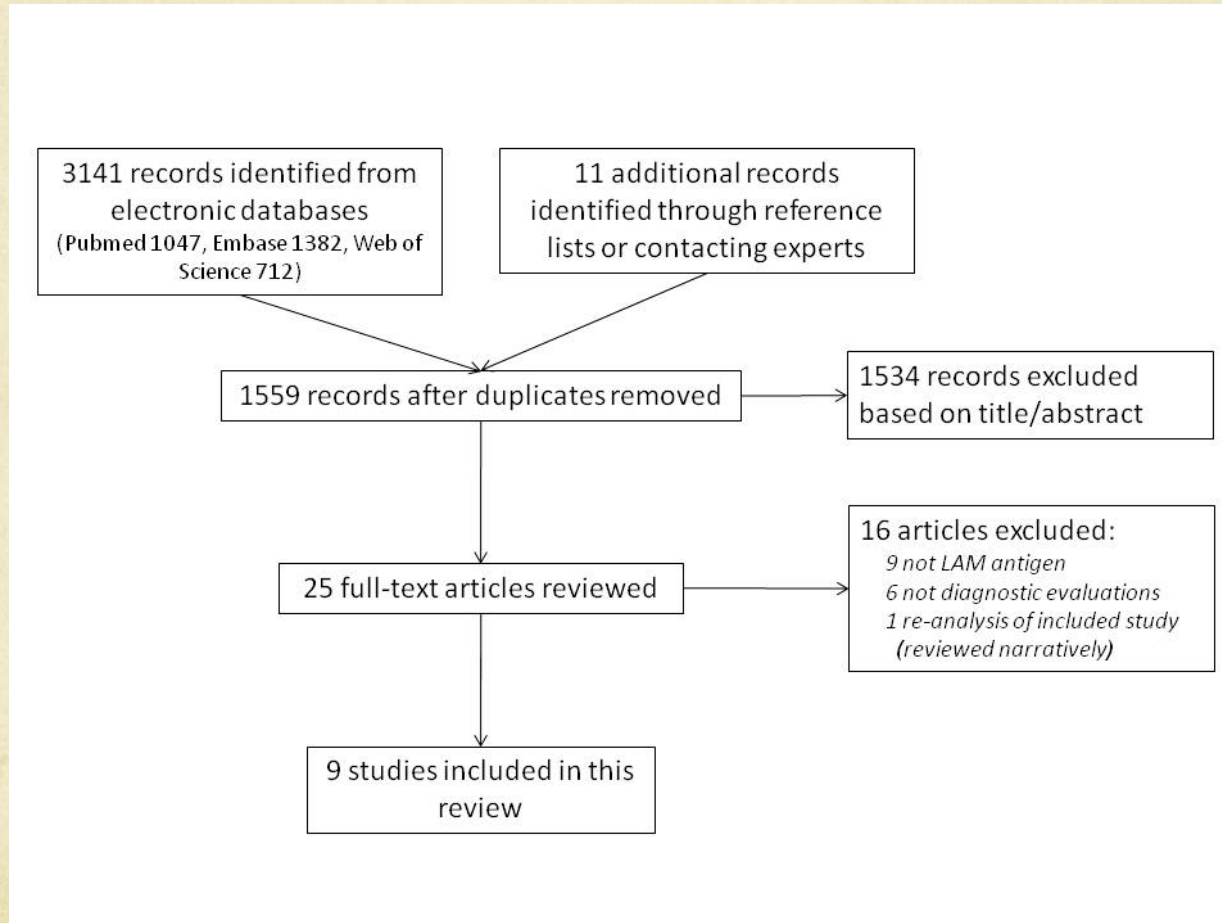 3141 records identified from
electronic databases
(Pubmed 1047, Embase 1382, Web of
Science 712)
11 additional records
identified through reference
lists or contacting experts
1559 records after duplicates removed
1534 records excluded
based on title/abstract
25 full-text articles reviewed
16 articles excluded:
9 not LAM antigen
6 not diagnostic evaluations
1 re-analysis of included study
(reviewed narratively)
9 studies included in this
review